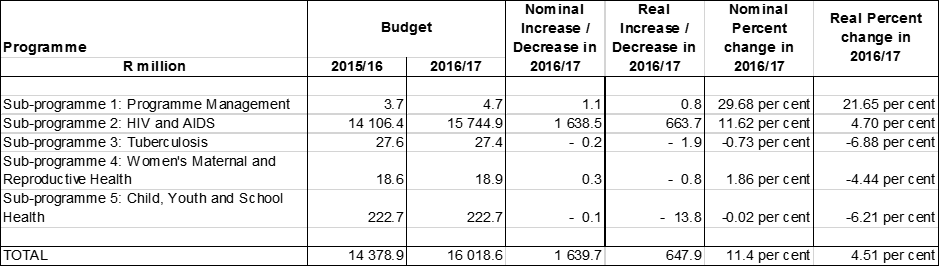 Programme Budget Nominal Increase / Decrease in 2016/17 Real Increase / Decrease in 2016/17 Nominal Percent change in 2016/17 Real Percent change in 2016/17
R million 2015/16 2016/17
Sub-programme 1: Programme Management 3.7 4.7 1.1 0.8 29.68 per cent 21.65 per cent
Sub-programme 2: HIV and AIDS 14 106.4 15 744.9 1 638.5 663.7 11.62 per cent 4.70 per cent
Sub-programme 3: Tuberculosis 27.6 27.4 - 0.2 - 1.9 -0.73 per cent -6.88 per cent
Sub-programme 4: Women's Maternal and
Reproductive Health 18.6 18.9 0.3 - 0.8 1.86 per cent -4.44 per cent
Sub-programme 5: Child, Youth and School
Health 222.7 222.7 - 0.1 - 13.8 -0.02 per cent -6.21 per cent
TOTAL 14 378.9 16 018.6 1 639.7 647.9 11.4 per cent 4.51 per cent